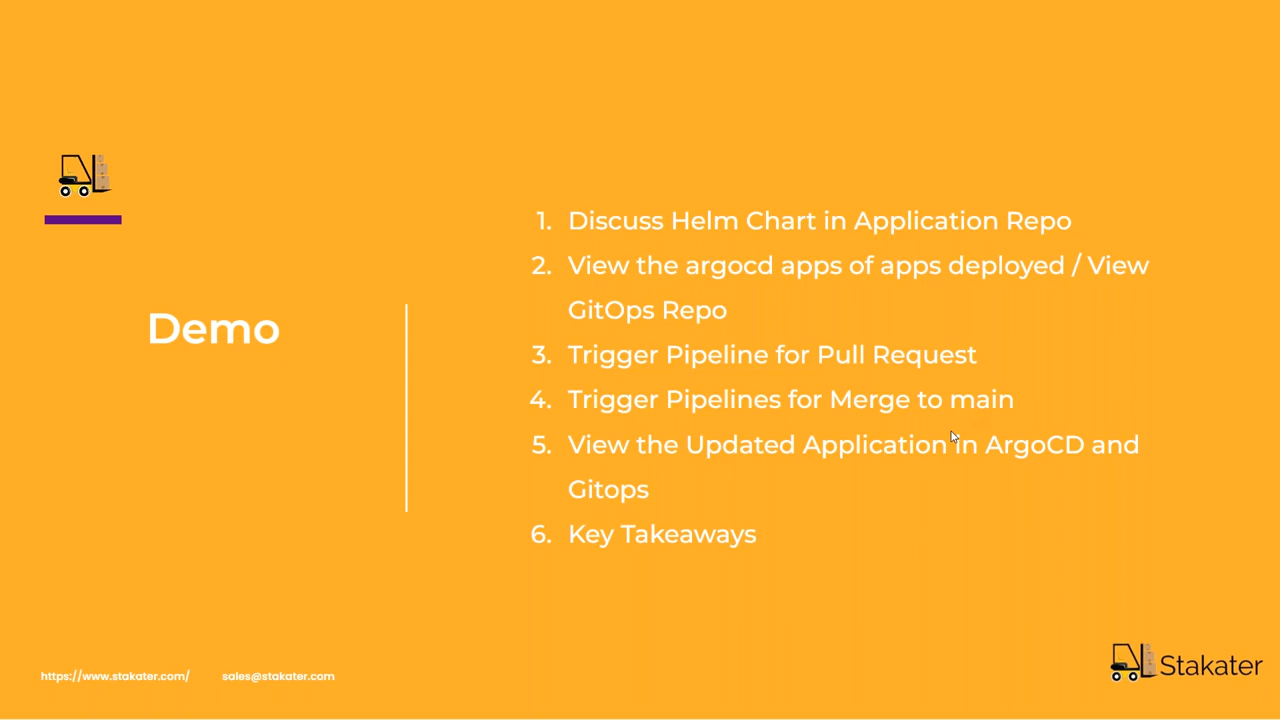 Demo
1. Discuss Helm Chart in Application Repo
2. View the argocd apps of apps deployed / View
GitOps Repo
3. Trigger Pipeline for Pull Request
4. Trigger Pipelines for Merge to main
5. View the Updated Application in ArgoCD and
Gitops
6. Key Takeaways
https://www.stakater.com/ sales@stakater.com
Stakater